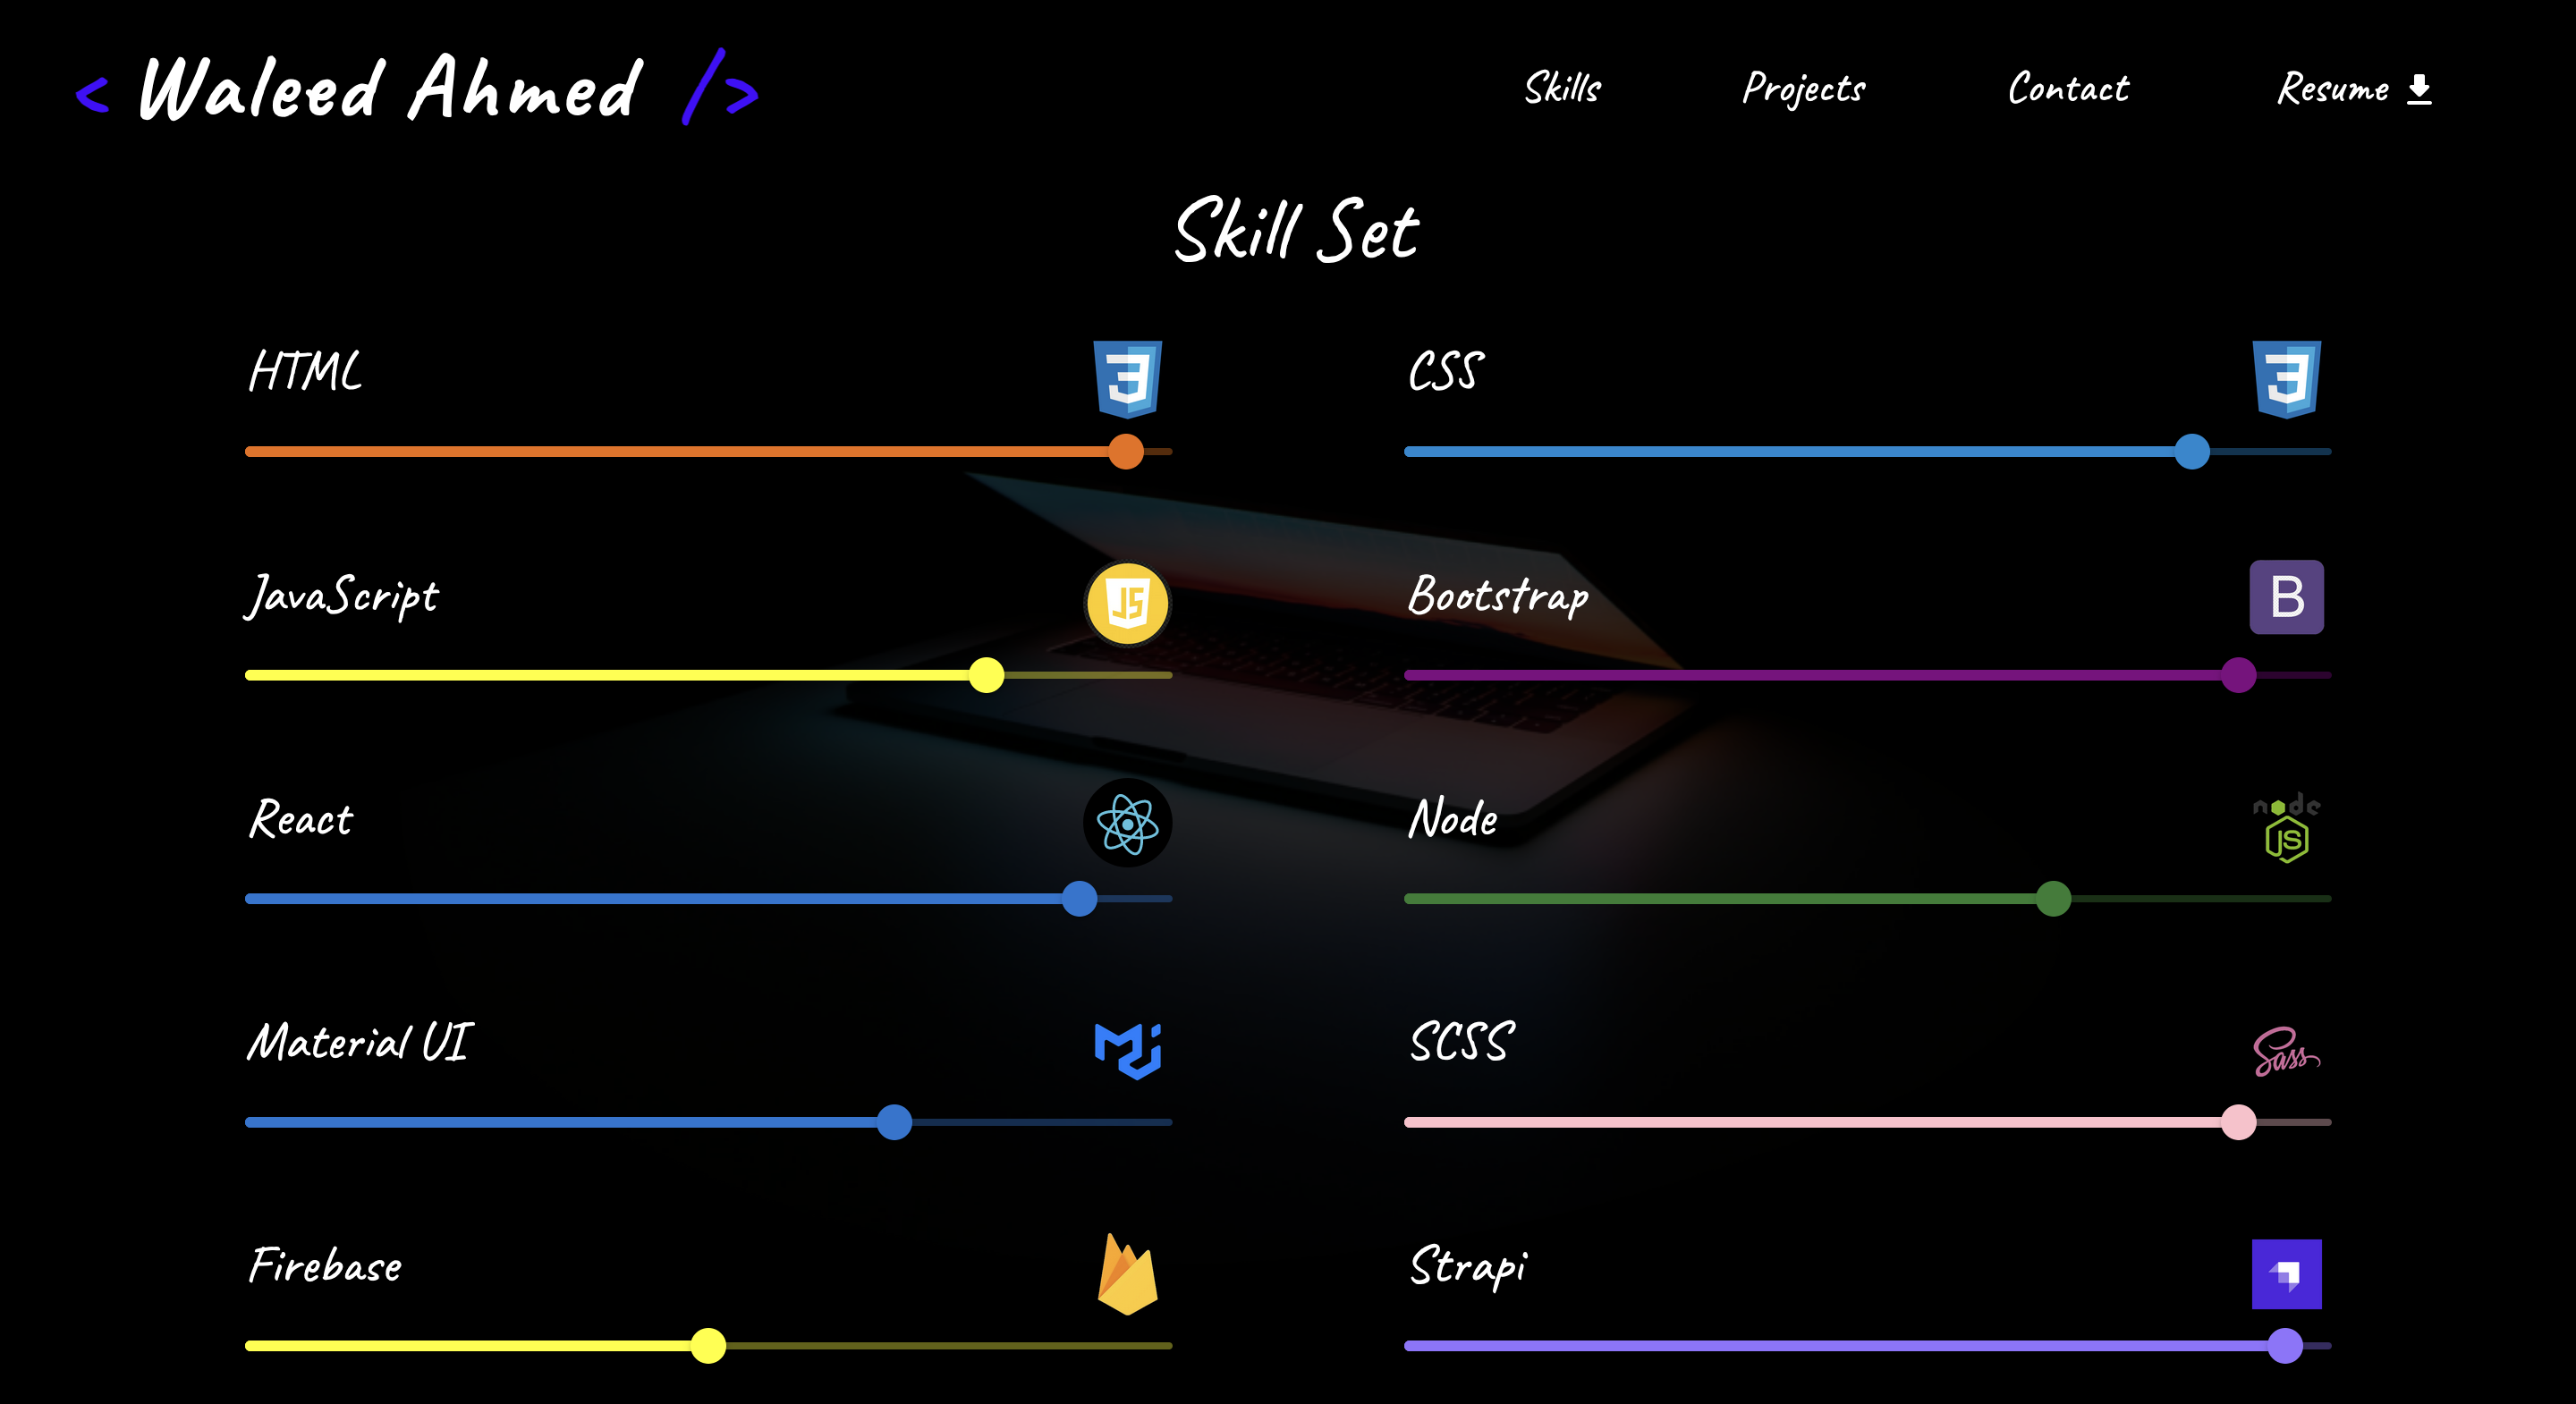 < Waleed Ahmed />
Skills Projects Contact Resume
Skill Set
HTML
CSS
JavaScript
JS
Bootstrap
B
React
Node
node
JS
Material UI
SCSS
Sass
Firebase
Strapi